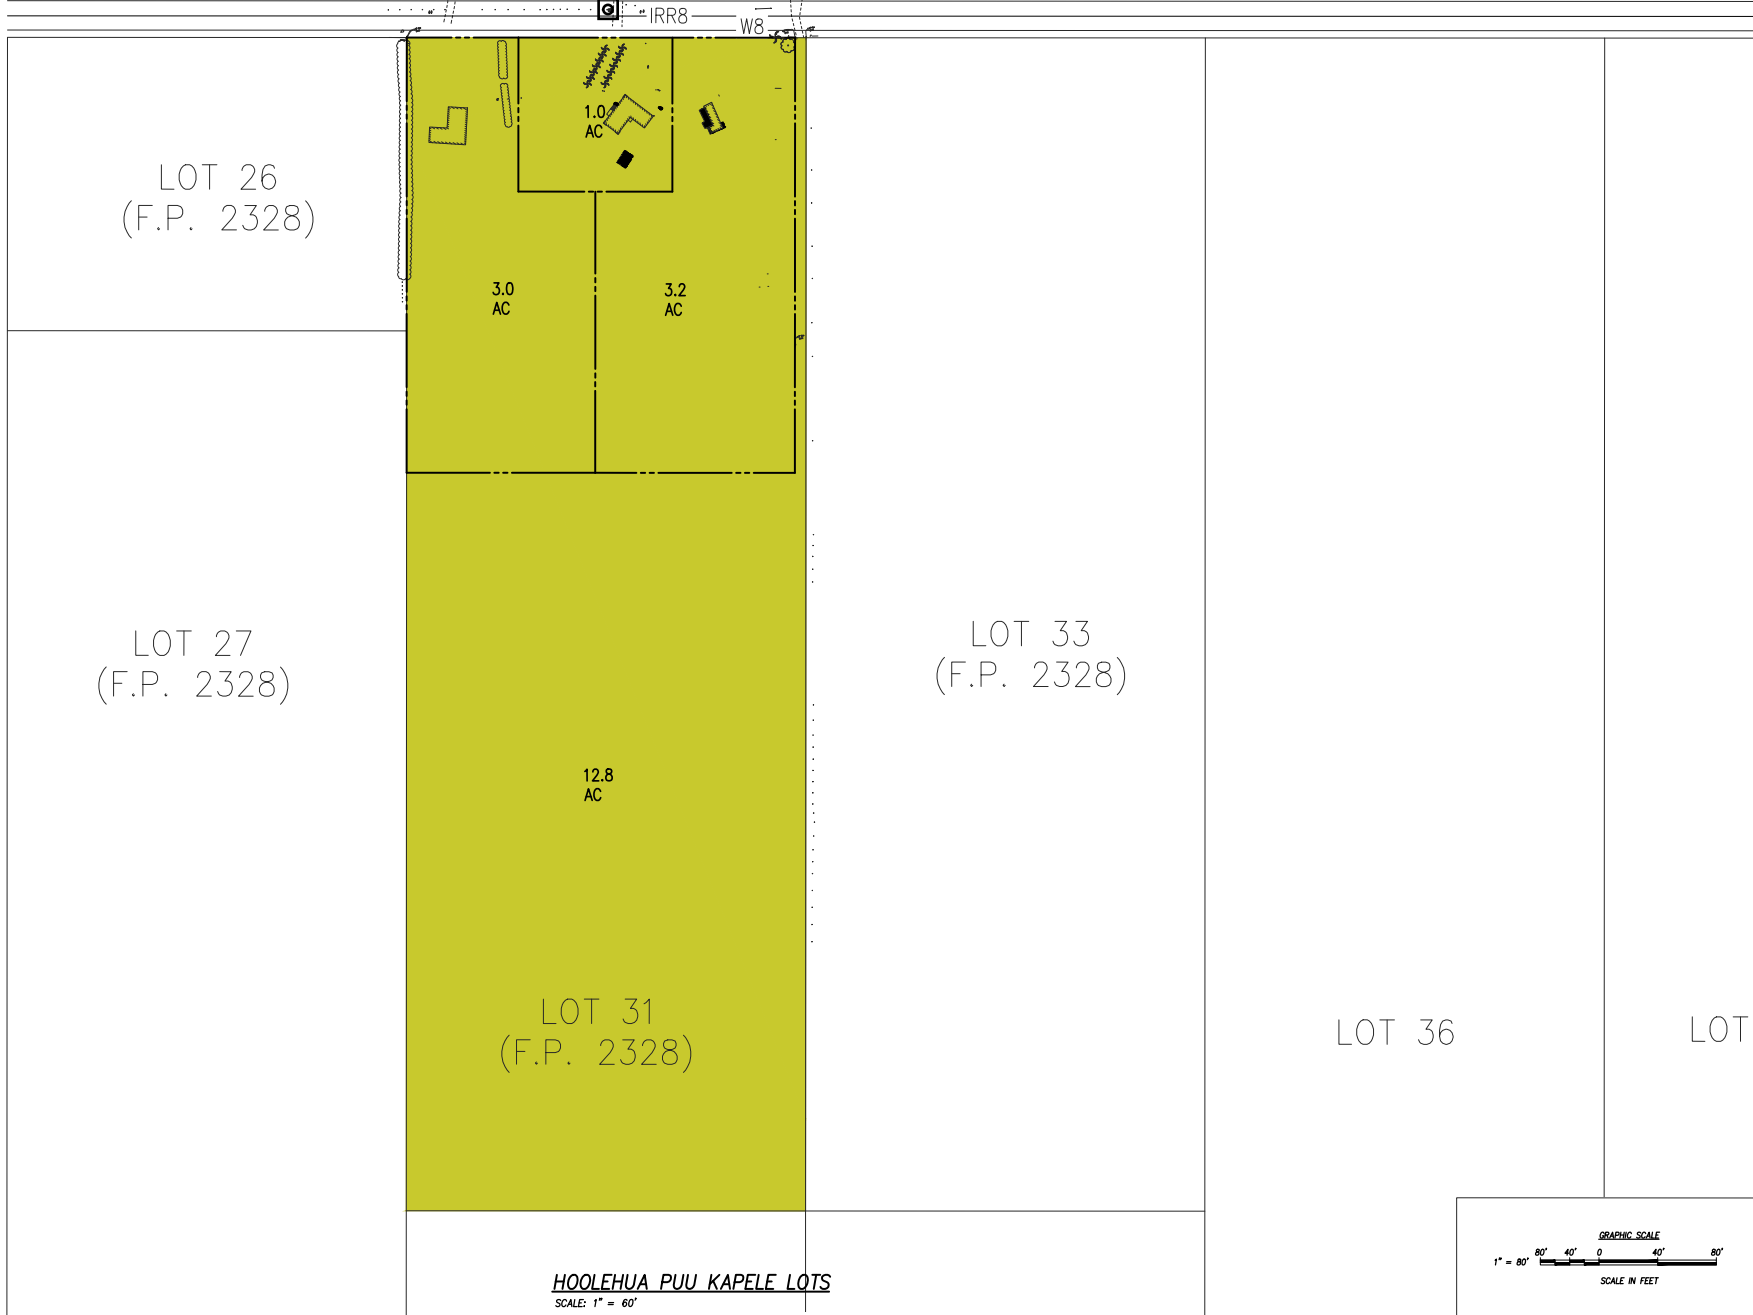 IRR8
W8
1.0
AC
LOT 26
(F.P. 2328)
3.0
AC
3.2
AC
LOT 27
(F.P. 2328)
LOT 33
(F.P. 2328)
12.8
AC
LOT 31
(F.P. 2328)
LOT 36
LOT
GRAPHIC SCALE
80' 40' 0 40' 80'
1" = 80'
SCALE IN FEET
HOOLEHUA PUU KAPELE LOTS
SCALE: 1" = 60'